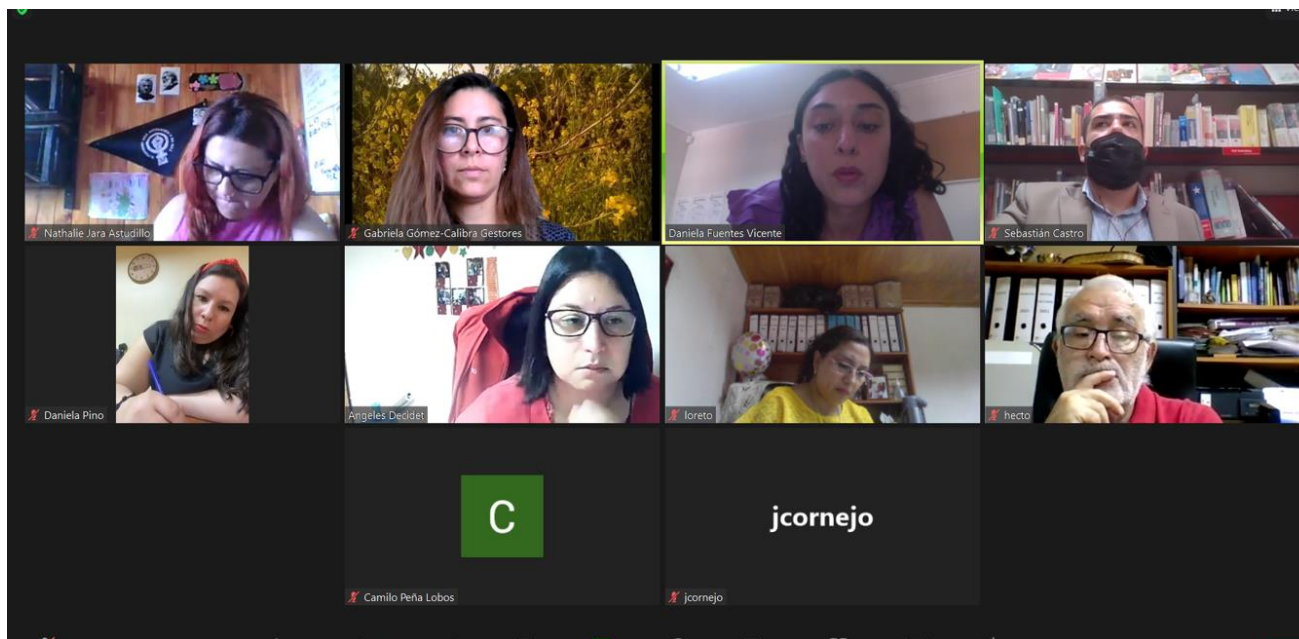 Nathalie Jara Astudillo
Gabriela Gómez-Calibra Gestores
Daniela Fuentes Vicente
Sebastián Castro
Daniela Pino
Angeles Decidet
loreto
hecto
C
jcornejo
Camilo Peña Lobos
jcornejo